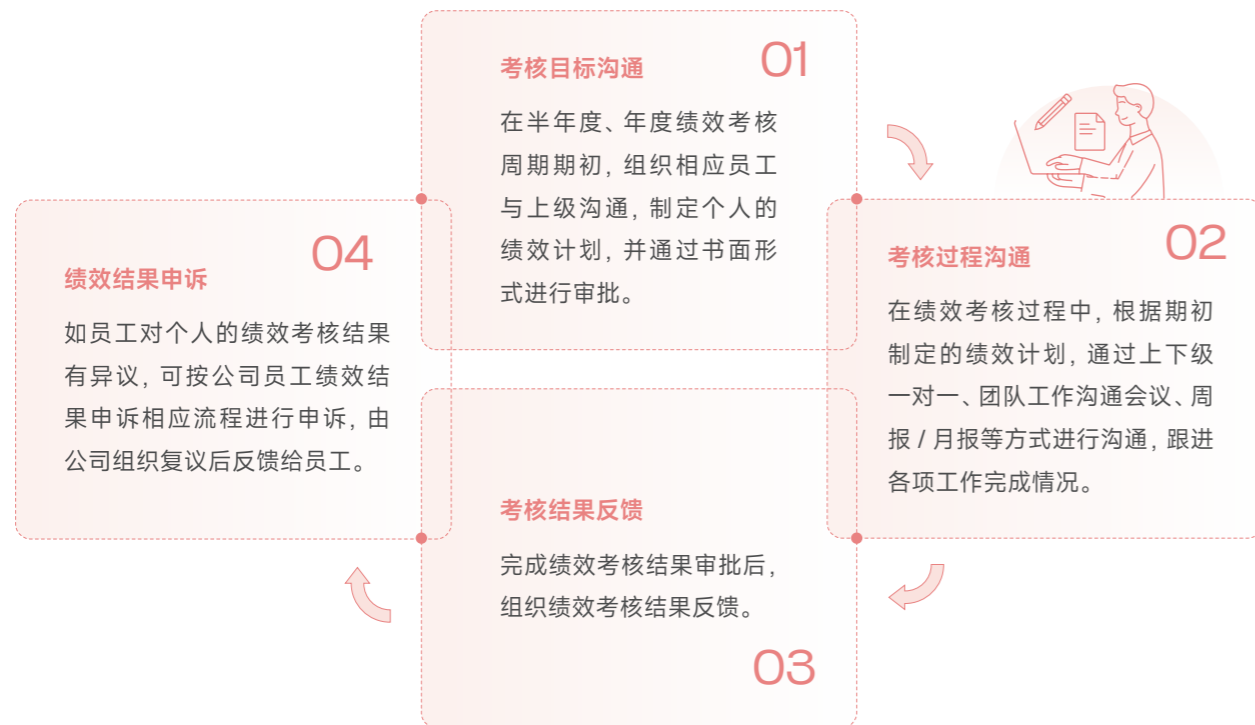 考核目标沟通
01
在半年度、年度绩效考核
周期期初, 组织相应员工
与上级沟通, 制定个人的
绩效计划, 并通过书面形
式进行审批。
考核过程沟通
02
在绩效考核过程中, 根据期初
制定的绩效计划, 通过上下级
一对一、团队工作沟通会议、周
报 / 月报等方式进行沟通, 跟进
各项工作完成情况。
考核结果反馈
完成绩效考核结果审批后,
组织绩效考核结果反馈。
03
绩效结果申诉
04
如员工对个人的绩效考核结果
有异议, 可按公司员工绩效结
果申诉相应流程进行申诉, 由
公司组织复议后反馈给员工。